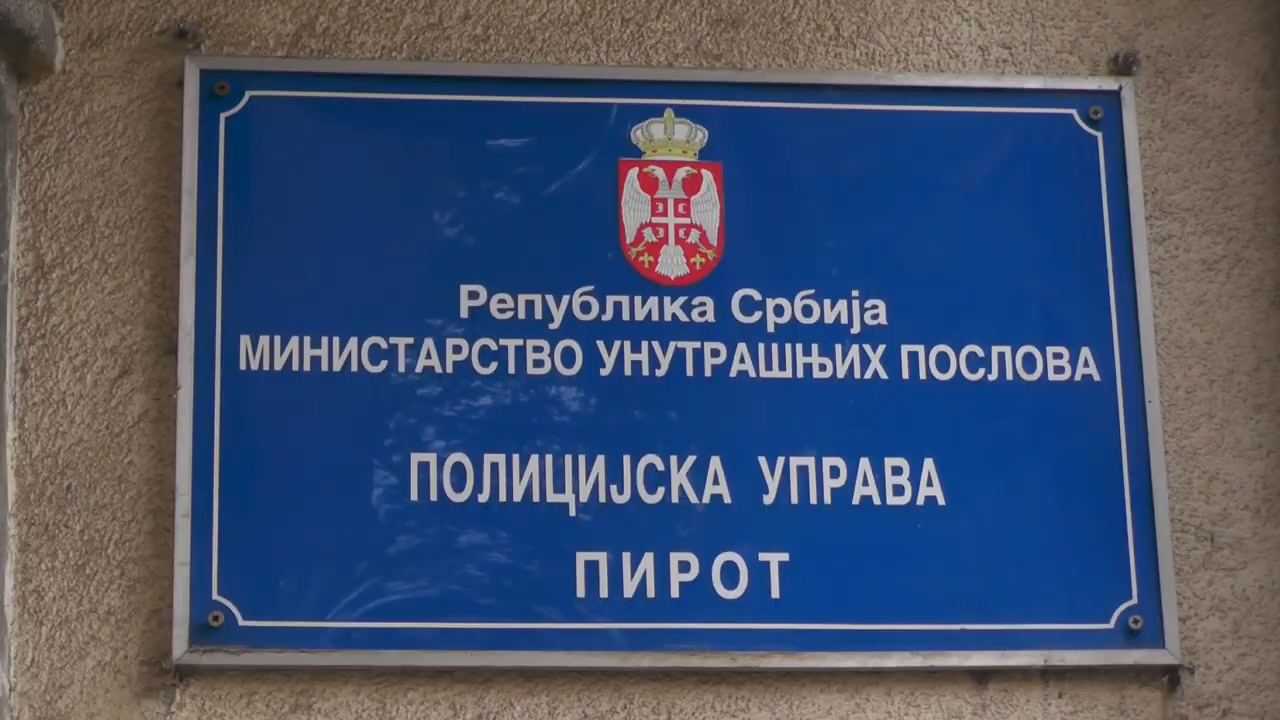 Република Србија
МИНИСТАРСТВО УНУТРАШЊИХ ПОСЛОВА
ПОЛИЦИЈСКА УПРАВА
ПИРОТ